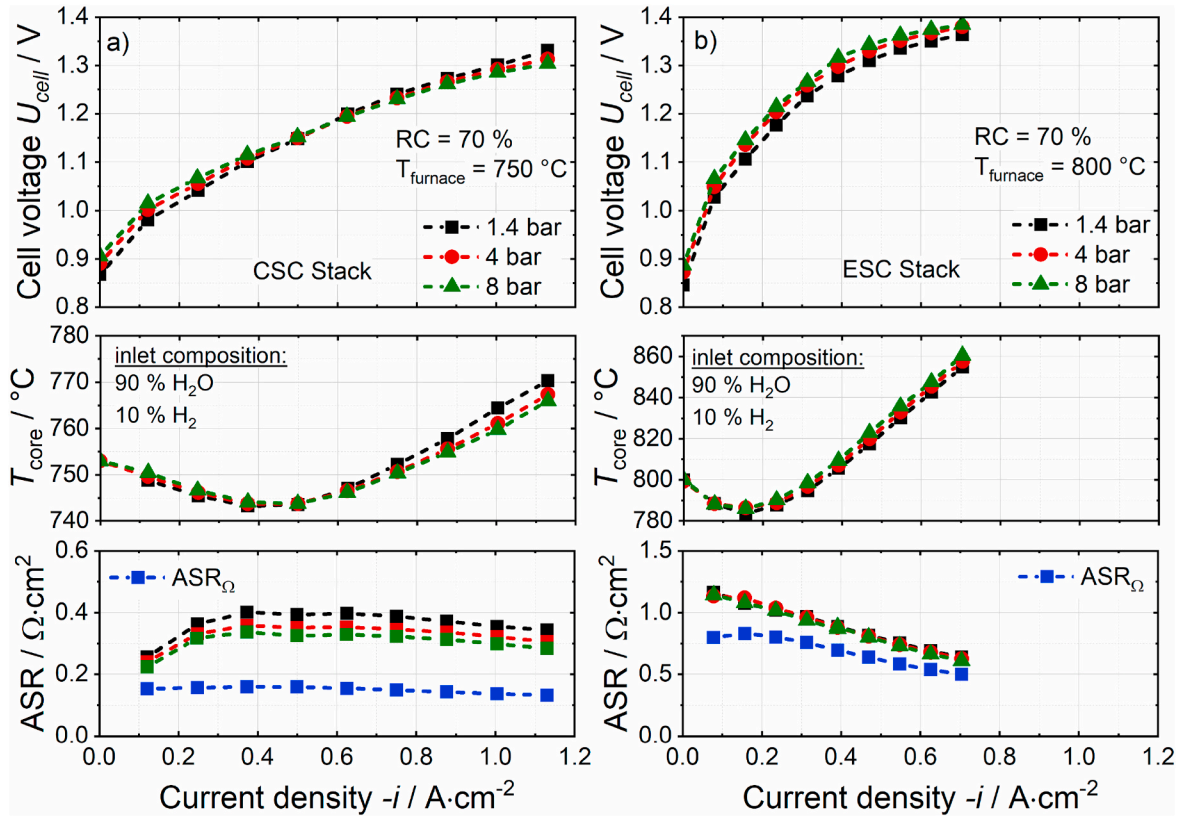 a)
Cell voltage U_cell / V
1.4
1.3
1.2
1.1
1.0
0.9
0.8
RC = 70 %
T_furnace = 750 °C
1.4 bar
4 bar
8 bar
CSC Stack
T_core / °C
780
770
760
750
740
inlet composition:
90 % H₂O
10 % H₂
ASR / Ω·cm²
0.6
0.4
0.2
0.0
ASR_Ω
0.0 0.2 0.4 0.6 0.8 1.0 1.2
Current density -i / A·cm⁻²
b)
Cell voltage U_cell / V
1.4
1.3
1.2
1.1
1.0
0.9
0.8
RC = 70 %
T_furnace = 800 °C
1.4 bar
4 bar
8 bar
ESC Stack
T_core / °C
860
840
820
800
780
inlet composition:
90 % H₂O
10 % H₂
ASR / Ω·cm²
1.5
1.0
0.5
0.0
ASR_Ω
0.0 0.2 0.4 0.6 0.8 1.0 1.2
Current density -i / A·cm⁻²